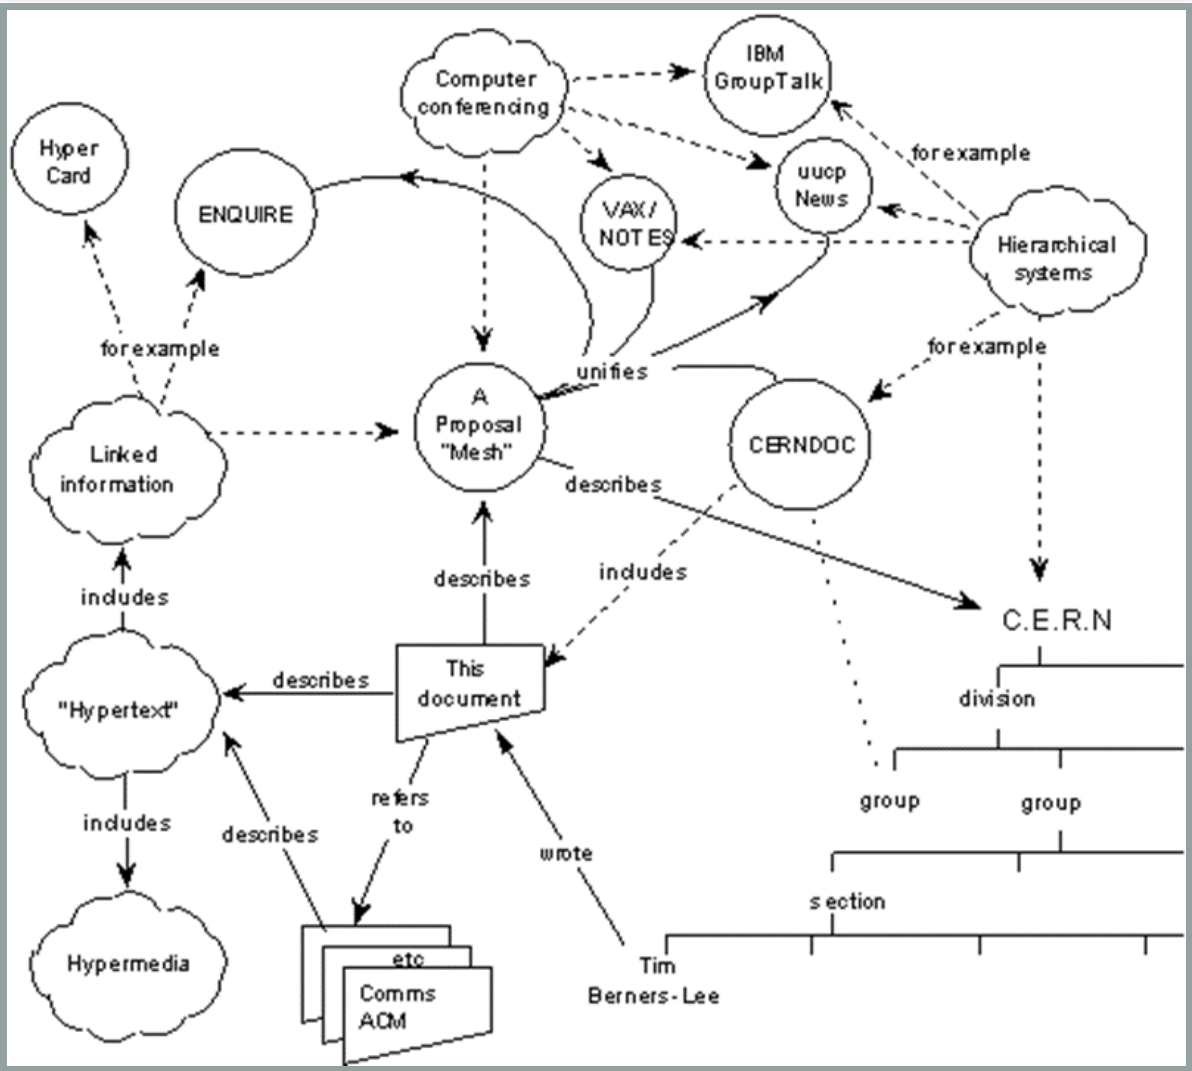 IBM
GroupTalk
Computer
conferencing
for example
Hyper
Card
uucp
News
ENQUIRE
VAX/
NOTES
Hierarchical
systems
for example
for example
unifies
A
Proposal
"Mesh"
CERNDOC
Linked
information
describes
includes
describes
includes
C.E.R.N
This
document
describes
"Hypertext"
division
refers
to
group
group
includes
describes
wrote
section
Hypermedia
etc
Comms
ACM
Tim
Berners-Lee